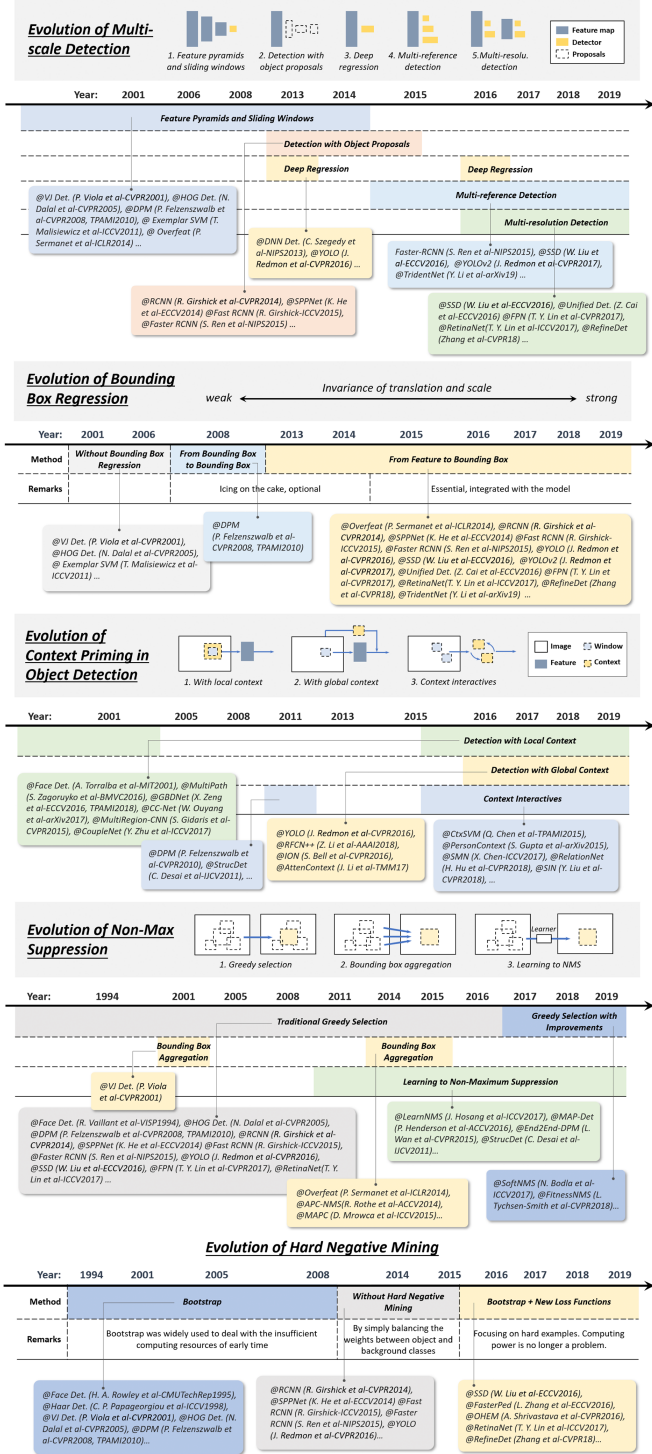 Evolution of Multi-
scale Detection
1. Feature pyramids
and sliding windows
2. Detection with
object proposals
3. Deep
regression
4. Multi-reference
detection
5.Multi-resolu.
detection
Feature map
Detector
Proposals
Year: 2001 2006 2008 2013 2014 2015 2016 2017 2018 2019
Feature Pyramids and Sliding Windows
Detection with Object Proposals
Deep Regression
Deep Regression
Multi-reference Detection
Multi-resolution Detection
@VJ Det. (P. Viola et al-CVPR2001), @HOG Det. (N.
Dalal et al-CVPR2005), @DPM (P. Felzenszwalb et
al-CVPR2008, TPAMI2010), @ Exemplar SVM (T.
Malisiewicz et al-ICCV2011), @ Overfeat (P.
Sermanet et al-ICLR2014) ...
@DNN Det. (C. Szegedy et
al-NIPS2013), @YOLO (J.
Redmon et al-CVPR2016) ...
Faster-RCNN (S. Ren et al-NIPS2015), @SSD (W. Liu et
al-ECCV2016), @YOLOv2 (J. Redmon et al-CVPR2017),
@TridentNet (Y. Li et al-arXiv19) ...
@RCNN (R. Girshick et al-CVPR2014), @SPPNet (K. He
et al-ECCV2014) @Fast RCNN (R. Girshick-ICCV2015),
@Faster RCNN (S. Ren et al-NIPS2015) ...
@SSD (W. Liu et al-ECCV2016), @Unified Det. (Z. Cai
et al-ECCV2016) @FPN (T. Y. Lin et al-CVPR2017),
@RetinaNet(T. Y. Lin et al-ICCV2017), @RefineDet
(Zhang et al-CVPR18) ...
Evolution of Bounding
Box Regression
weak Invariance of translation and scale strong
Year: 2001 2006 2008 2013 2014 2015 2016 2017 2018 2019
Method
Without Bounding Box
Regression
From Bounding Box
to Bounding Box
From Feature to Bounding Box
Remarks
Icing on the cake, optional
Essential, integrated with the model
@VJ Det. (P. Viola et al-CVPR2001),
@HOG Det. (N. Dalal et al-CVPR2005),
@ Exemplar SVM (T. Malisiewicz et al-
ICCV2011) ...
@DPM
(P. Felzenszwalb et al-
CVPR2008, TPAMI2010)
@Overfeat (P. Sermanet et al-ICLR2014), @RCNN (R. Girshick et al-
CVPR2014), @SPPNet (K. He et al-ECCV2014) @Fast RCNN (R. Girshick-
ICCV2015), @Faster RCNN (S. Ren et al-NIPS2015), @YOLO (J. Redmon et
al-CVPR2016), @SSD (W. Liu et al-ECCV2016), @YOLOv2 (J. Redmon et al-
CVPR2017), @Unified Det. (Z. Cai et al-ECCV2016) @FPN (T. Y. Lin et al-
CVPR2017), @RetinaNet(T. Y. Lin et al-ICCV2017), @RefineDet (Zhang et
al-CVPR18), @TridentNet (Y. Li et al-arXiv19) ...
Evolution of
Context Priming in
Object Detection
1. With local context
2. With global context
3. Context interactives
Image
Window
Feature
Context
Year: 2001 2005 2008 2011 2013 2015 2016 2017 2018 2019
Detection with Local Context
Detection with Global Context
Context Interactives
@Face Det. (A. Torralba et al-MIT2001), @MultiPath
(S. Zagoruyko et al-BMVC2016), @GBDNet (X. Zeng
et al-ECCV2016, TPAMI2018), @CC-Net (W. Ouyang
et al-arXiv2017), @MultiRegion-CNN (S. Gidaris et al-
CVPR2015), @CoupleNet (Y. Zhu et al-ICCV2017)
@DPM (P. Felzenszwalb et al-
CVPR2010), @StrucDet
(C. Desai et al-IJCV2011), ...
@YOLO (J. Redmon et al-CVPR2016),
@RFCN++ (Z. Li et al-AAAI2018),
@ION (S. Bell et al-CVPR2016),
@AttenContext (J. Li et al-TMM17)
@CtxSVM (Q. Chen et al-TPAMI2015),
@PersonContext (S. Gupta et al-arXiv2015),
@SMN (X. Chen-ICCV2017), @RelationNet
(H. Hu et al-CVPR2018), @SIN (Y. Liu et al-
CVPR2018), ...
Evolution of Non-Max
Suppression
Learner
1. Greedy selection
2. Bounding box aggregation
3. Learning to NMS
Year: 1994 2001 2005 2008 2011 2014 2015 2016 2017 2018 2019
Traditional Greedy Selection
Greedy Selection with
Improvements
Bounding Box
Aggregation
Bounding Box
Aggregation
Learning to Non-Maximum Suppression
@VJ Det. (P. Viola
et al-CVPR2001)
@Face Det. (R. Vaillant et al-VISP1994), @HOG Det. (N. Dalal et al-CVPR2005),
@DPM (P. Felzenszwalb et al-CVPR2008, TPAMI2010), @RCNN (R. Girshick et al-
CVPR2014), @SPPNet (K. He et al-ECCV2014) @Fast RCNN (R. Girshick-ICCV2015),
@Faster RCNN (S. Ren et al-NIPS2015), @YOLO (J. Redmon et al-CVPR2016),
@SSD (W. Liu et al-ECCV2016), @FPN (T. Y. Lin et al-CVPR2017), @RetinaNet(T. Y.
Lin et al-ICCV2017) ...
@LearnNMS (J. Hosang et al-ICCV2017), @MAP-Det
(P. Henderson et al-ACCV2016), @End2End-DPM (L.
Wan et al-CVPR2015), @StrucDet (C. Desai et al-
IJCV2011)...
@Overfeat (P. Sermanet et al-ICLR2014),
@APC-NMS(R. Rothe et al-ACCV2014),
@MAPC (D. Mrowca et al-ICCV2015)...
@SoftNMS (N. Bodla et al-
ICCV2017), @FitnessNMS (L.
Tychsen-Smith et al-CVPR2018)...
Evolution of Hard Negative Mining
Year: 1994 2001 2005 2008 2014 2015 2016 2017 2018 2019
Method
Bootstrap
Without Hard Negative
Mining
Bootstrap + New Loss Functions
Remarks
Bootstrap was widely used to deal with the insufficient
computing resources of early time
By simply balancing the
weights between object and
background classes
Focusing on hard examples. Computing
power is no longer a problem.
@Face Det. (H. A. Rowley et al-CMUTechRep1995),
@Haar Det. (C. P. Papageorgiou et al-ICCV1998),
@VJ Det. (P. Viola et al-CVPR2001), @HOG Det. (N.
Dalal et al-CVPR2005), @DPM (P. Felzenszwalb et
al-CVPR2008, TPAMI2010)...
@RCNN (R. Girshick et al-CVPR2014),
@SPPNet (K. He et al-ECCV2014) @Fast
RCNN (R. Girshick-ICCV2015), @Faster
RCNN (S. Ren et al-NIPS2015), @YOLO
(J. Redmon et al-CVPR2016)...
@SSD (W. Liu et al-ECCV2016),
@FasterPed (L. Zhang et al-ECCV2016),
@OHEM (A. Shrivastava et al-CVPR2016),
@RetinaNet (T. Y. Lin et al-ICCV2017),
@RefineDet (Zhang et al-CVPR18)...